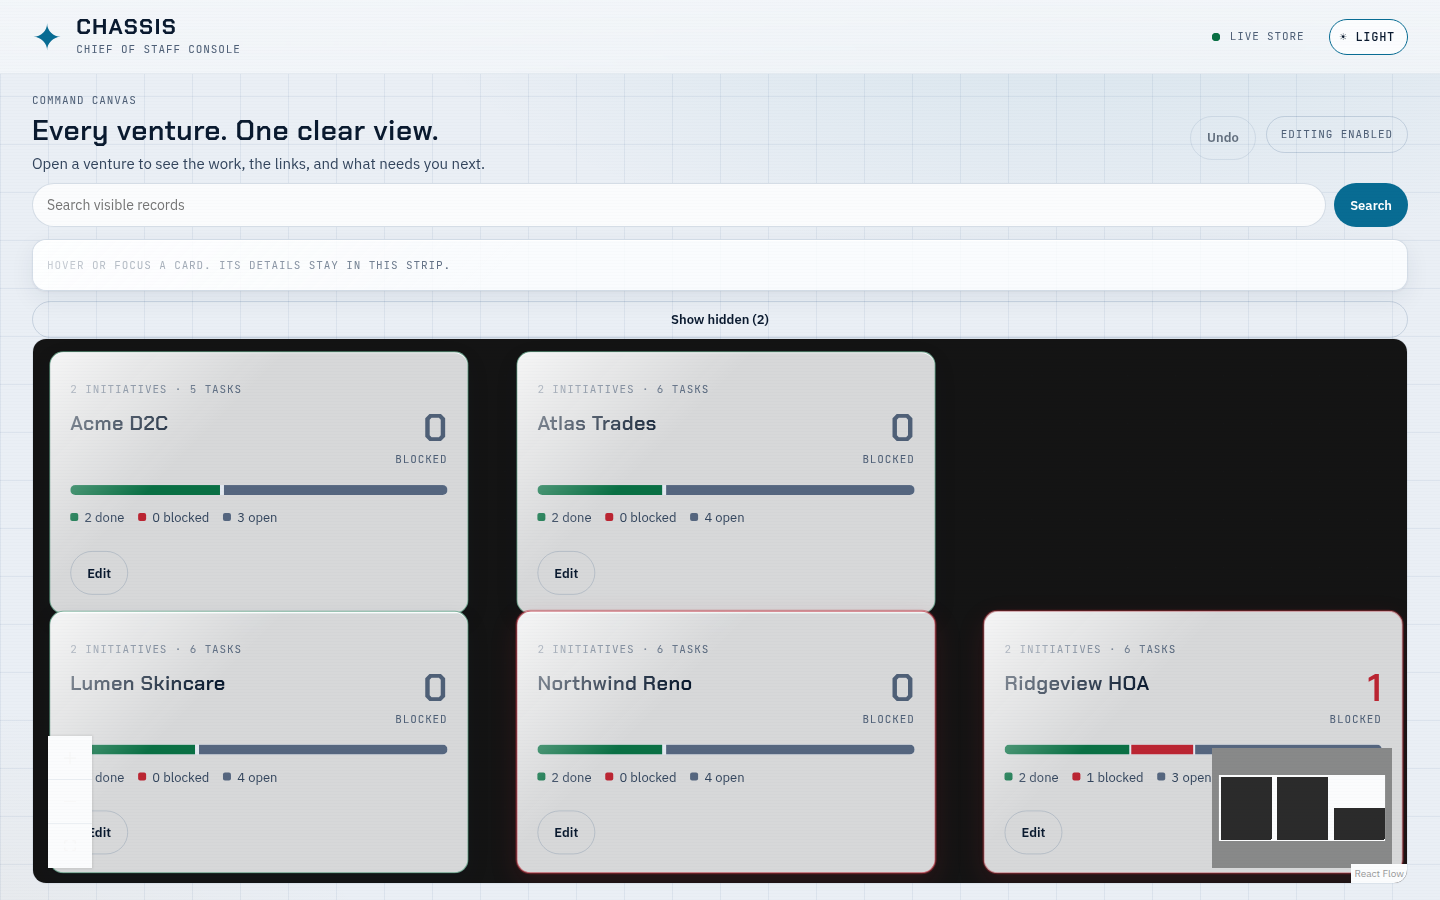 CHASSIS
CHIEF OF STAFF CONSOLE
LIVE STORE
☀ LIGHT
COMMAND CANVAS
Every venture. One clear view.
Open a venture to see the work, the links, and what needs you next.
Undo
EDITING ENABLED
Search visible records
Search
HOVER OR FOCUS A CARD. ITS DETAILS STAY IN THIS STRIP.
Show hidden (2)
2 INITIATIVES · 5 TASKS
Acme D2C
0
BLOCKED
2 done 0 blocked 3 open
Edit
2 INITIATIVES · 6 TASKS
Atlas Trades
0
BLOCKED
2 done 0 blocked 4 open
Edit
2 INITIATIVES · 6 TASKS
Lumen Skincare
0
BLOCKED
done 0 blocked 4 open
Edit
2 INITIATIVES · 6 TASKS
Northwind Reno
0
BLOCKED
2 done 0 blocked 4 open
Edit
2 INITIATIVES · 6 TASKS
Ridgeview HOA
1
BLOCKED
2 done 1 blocked 3 open
Edit
React Flow